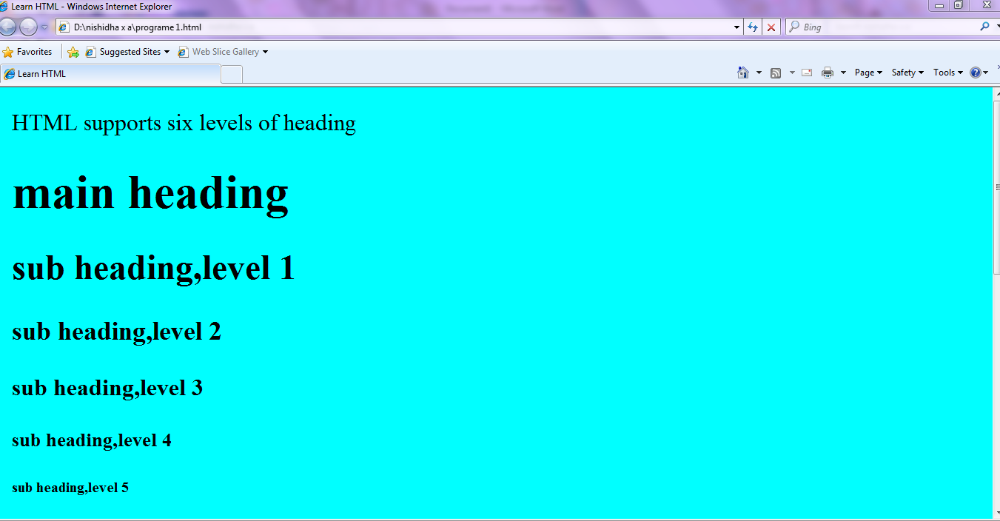 Learn HTML - Windows Internet Explorer
D:\nishidha x a\programe 1.html
Bing
Favorites
Suggested Sites
Web Slice Gallery
Learn HTML
Page
Safety
Tools
HTML supports six levels of heading
main heading
sub heading,level 1
sub heading,level 2
sub heading,level 3
sub heading,level 4
sub heading,level 5